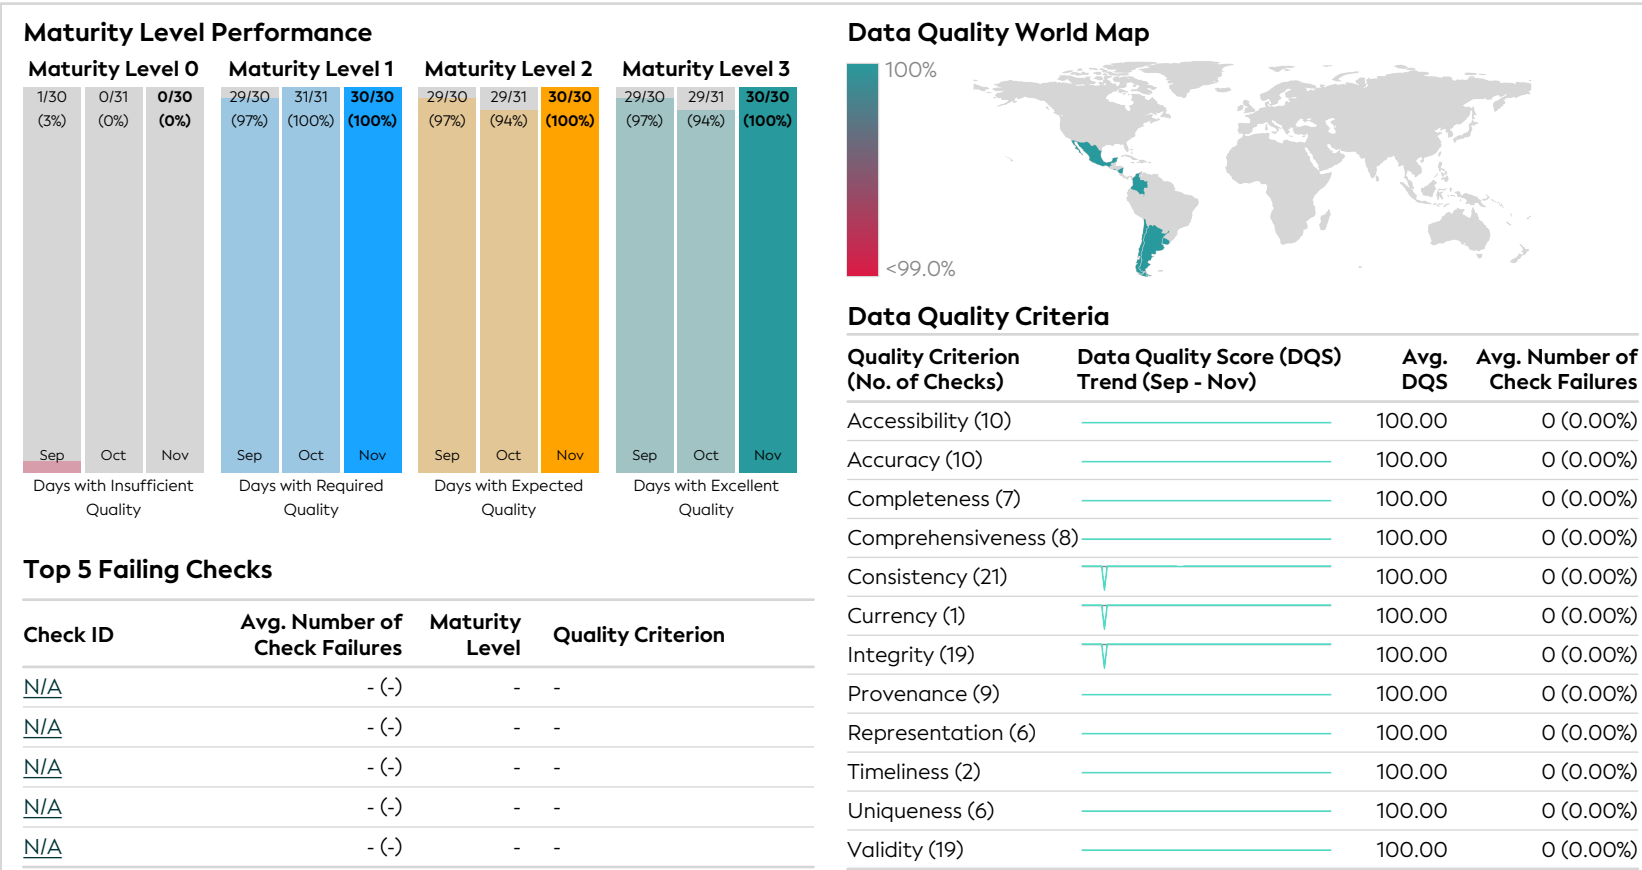 Maturity Level Performance
Maturity Level 0 Maturity Level 1 Maturity Level 2 Maturity Level 3
1/30 0/31 0/30 29/30 31/31 30/30 29/30 29/31 30/30 29/30 29/31 30/30
(3%) (0%) (0%) (97%) (100%) (100%) (97%) (94%) (100%) (97%) (94%) (100%)
Sep Oct Nov Sep Oct Nov Sep Oct Nov Sep Oct Nov
Days with Insufficient Days with Required Days with Expected Days with Excellent
Quality Quality Quality Quality
Top 5 Failing Checks
Check ID Avg. Number of Maturity Quality Criterion
Check Failures Level
N/A - (-) - -
N/A - (-) - -
N/A - (-) - -
N/A - (-) - -
N/A - (-) - -
Data Quality World Map
100%
<99.0%
Data Quality Criteria
Quality Criterion Data Quality Score (DQS) Avg. Avg. Number of
(No. of Checks) Trend (Sep - Nov) DQS Check Failures
Accessibility (10) 100.00 0 (0.00%)
Accuracy (10) 100.00 0 (0.00%)
Completeness (7) 100.00 0 (0.00%)
Comprehensiveness (8) 100.00 0 (0.00%)
Consistency (21) 100.00 0 (0.00%)
Currency (1) 100.00 0 (0.00%)
Integrity (19) 100.00 0 (0.00%)
Provenance (9) 100.00 0 (0.00%)
Representation (6) 100.00 0 (0.00%)
Timeliness (2) 100.00 0 (0.00%)
Uniqueness (6) 100.00 0 (0.00%)
Validity (19) 100.00 0 (0.00%)